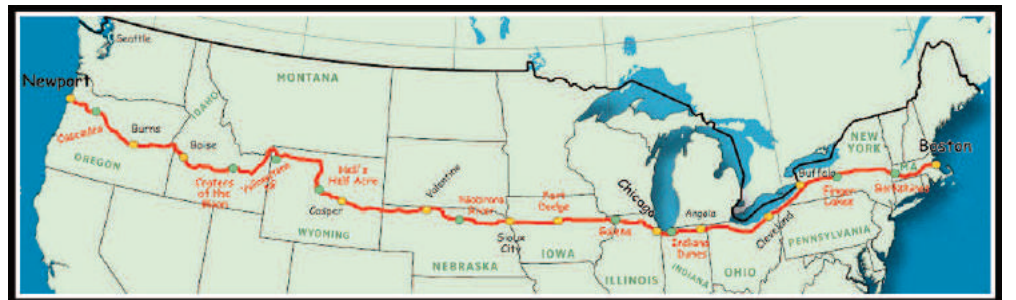 Seattle
Newport
MONTANA
IDAHO
Cascades
Burns
Boise
OREGON
Craters
of the
Moon
Yellowstone
Hell's
Half Acre
Casper
WYOMING
Valentine
Niobrara
River
Sioux
City
NEBRASKA
Fort
Dodge
IOWA
Galena
Chicago
ILLINOIS
Indiana
Dunes
INDIANA
Angola
OHIO
Cleveland
PENNSYLVANIA
Buffalo
NEW
YORK
Finger
Lakes
MA
Berkshires
Boston